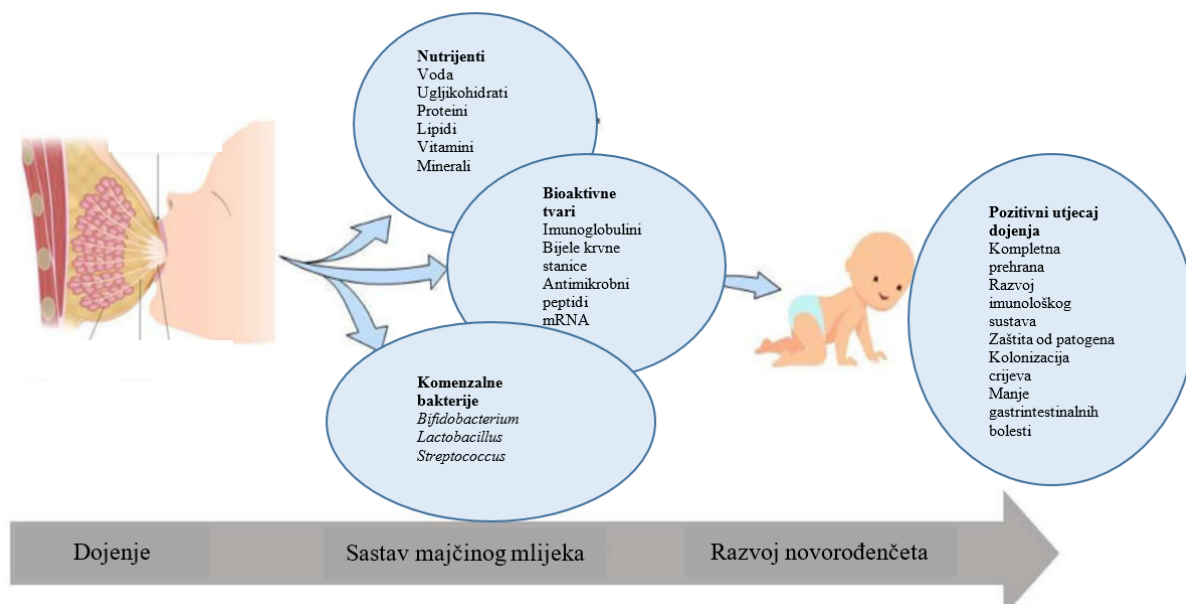 Nutrijenti
Voda
Ugljikohidrati
Proteini
Lipidi
Vitamini
Minerali
Bioaktivne
tvari
Imunoglobulini
Bijele krvne
stanice
Antimikrobni
peptidi
mRNA
Komenzalne
bakterije
Bifidobacterium
Lactobacillus
Streptococcus
Pozitivni utjecaj
dojenja
Kompletna
prehrana
Razvoj
imunološkog
sustava
Zaštita od patogena
Kolonizacija
crijeva
Manje
gastrintestinalnih
bolesti
Dojenje
Sastav majčinog mlijeka
Razvoj novorođenčeta